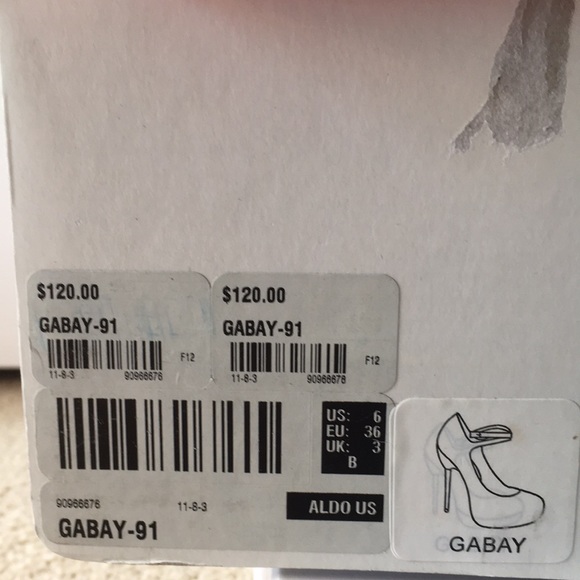 $120.00
GABAY-91
F12
11-8-3 90966676
$120.00
GABAY-91
F12
11-8-3 90966676
US: 6
EU: 36
UK: 3
B
90966676 11-8-3
ALDO US
GABAY-91
GABAY